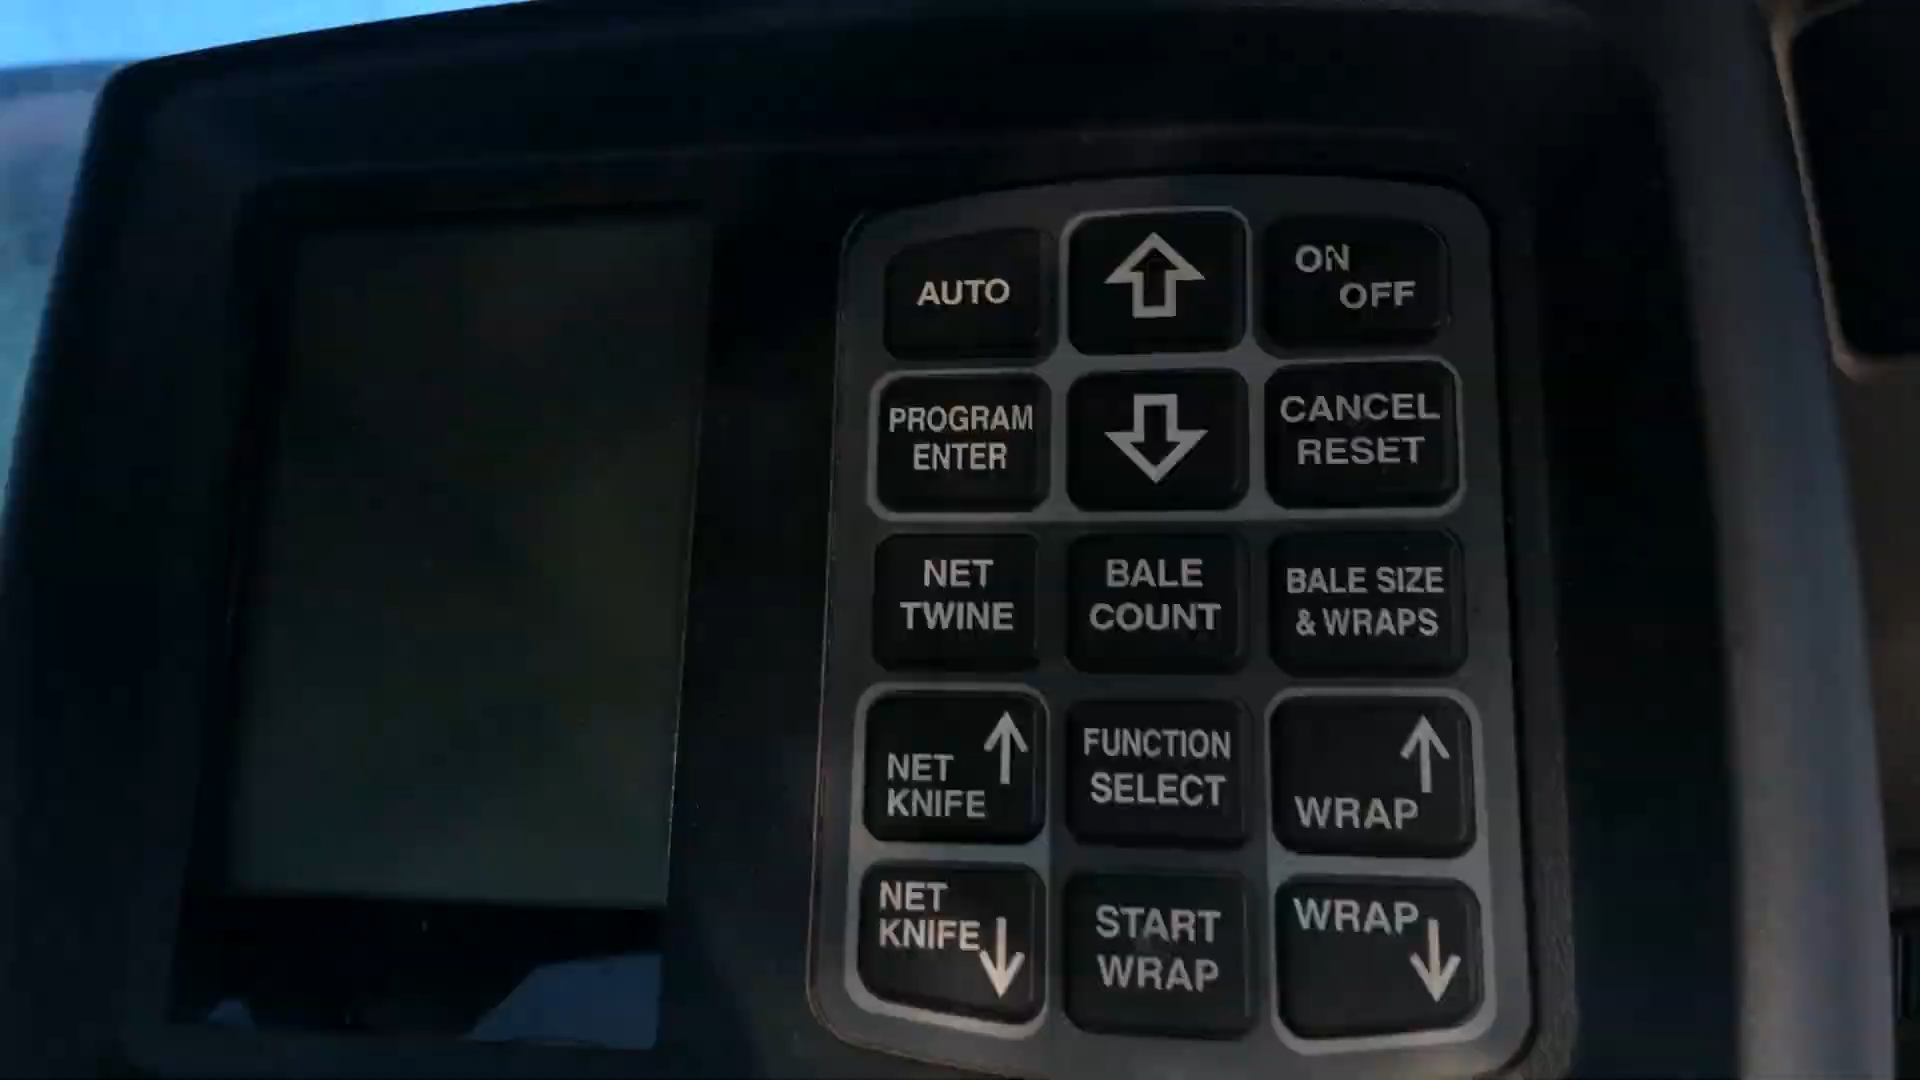 AUTO
ON
OFF
PROGRAM
ENTER
CANCEL
RESET
NET
TWINE
BALE
COUNT
BALE SIZE
& WRAPS
NET
KNIFE
FUNCTION
SELECT
WRAP
NET
KNIFE
START
WRAP
WRAP